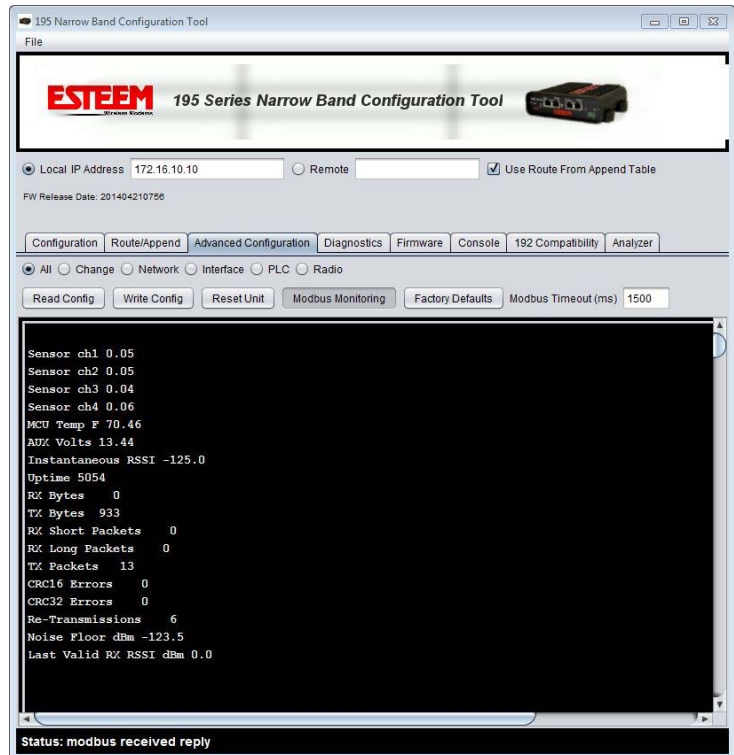 195 Narrow Band Configuration Tool
File
ESTEEM
Wireless Modems
195 Series Narrow Band Configuration Tool
Local IP Address 172.16.10.10 Remote Use Route From Append Table
FW Release Date: 201404210756
Configuration Route/Append Advanced Configuration Diagnostics Firmware Console 192 Compatibility Analyzer
All Change Network Interface PLC Radio
Read Config Write Config Reset Unit Modbus Monitoring Factory Defaults Modbus Timeout (ms) 1500
Sensor ch1 0.05
Sensor ch2 0.05
Sensor ch3 0.04
Sensor ch4 0.06
MCU Temp F 70.46
AUX Volts 13.44
Instantaneous RSSI -125.0
Uptime 5054
RX Bytes 0
TX Bytes 933
RX Short Packets 0
RX Long Packets 0
TX Packets 13
CRC16 Errors 0
CRC32 Errors 0
Re-Transmissions 6
Noise Floor dBm -123.5
Last Valid RX RSSI dBm 0.0
Status: modbus received reply